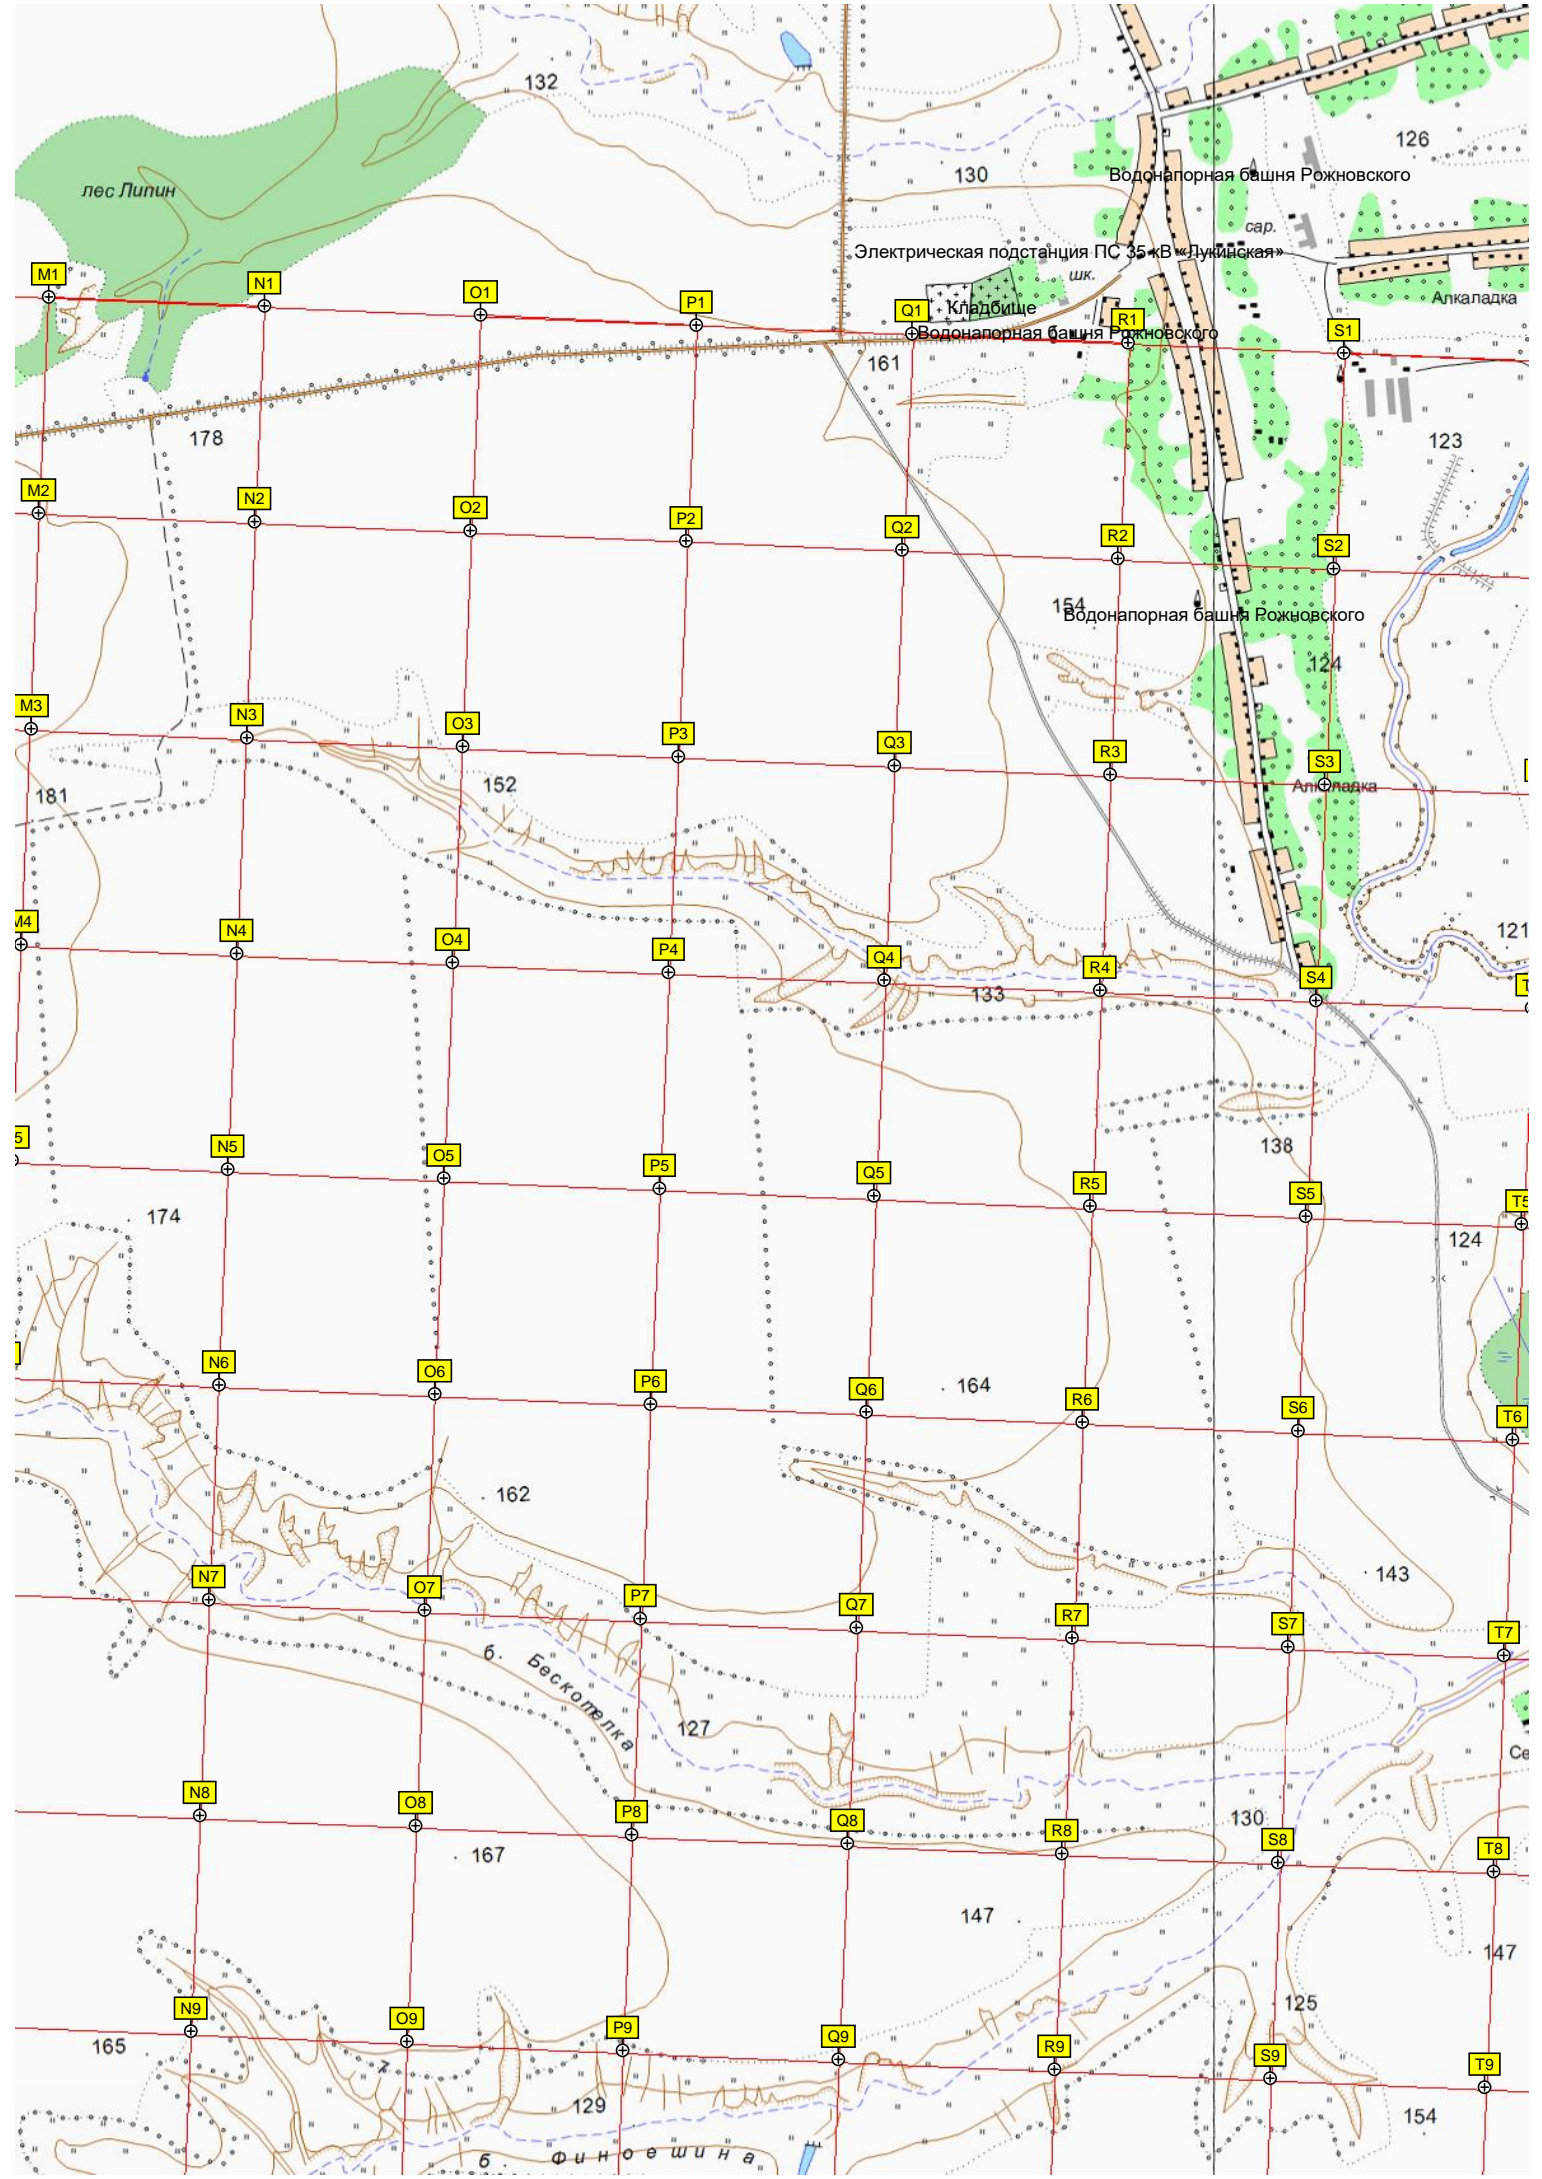 132
126
130
Водонапорная башня Рожновского
лес Липин
сар.
Электрическая подстанция ПС 35 кВ «Лукинская»
шк.
M1
N1
O1
P1
Q1
Кладбище
R1
Алкаладка
S1
Водонапорная башня Рожновского
161
178
123
M2
N2
O2
P2
Q2
R2
S2
154
Водонапорная башня Рожновского
124
M3
N3
O3
P3
Q3
R3
S3
181
152
Алкаладка
M4
N4
O4
P4
Q4
R4
S4
121
133
T
138
5
N5
O5
P5
Q5
R5
S5
T5
174
124
N6
O6
P6
Q6
164
R6
S6
T6
162
143
N7
O7
P7
Q7
R7
S7
T7
б. Бескотелка
127
Се
N8
O8
P8
Q8
R8
130
S8
T8
167
147
147
125
N9
O9
P9
Q9
R9
S9
T9
165
129
154
б. Финоешина